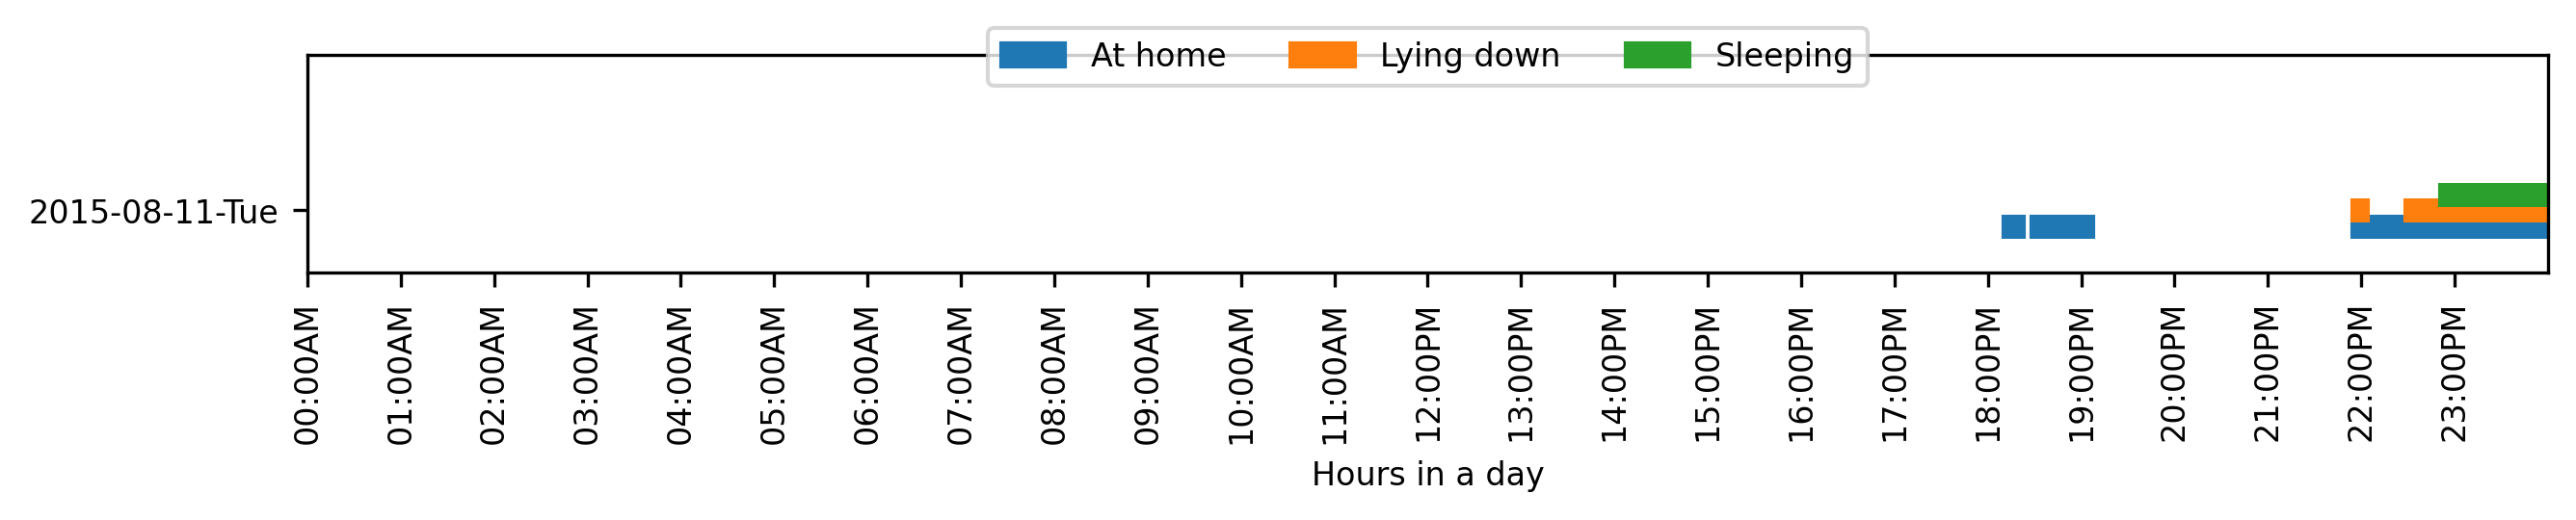 At home Lying down Sleeping
2015-08-11-Tue
00:00AM 01:00AM 02:00AM 03:00AM 04:00AM 05:00AM 06:00AM 07:00AM 08:00AM 09:00AM 10:00AM 11:00AM 12:00PM 13:00PM 14:00PM 15:00PM 16:00PM 17:00PM 18:00PM 19:00PM 20:00PM 21:00PM 22:00PM 23:00PM
Hours in a day